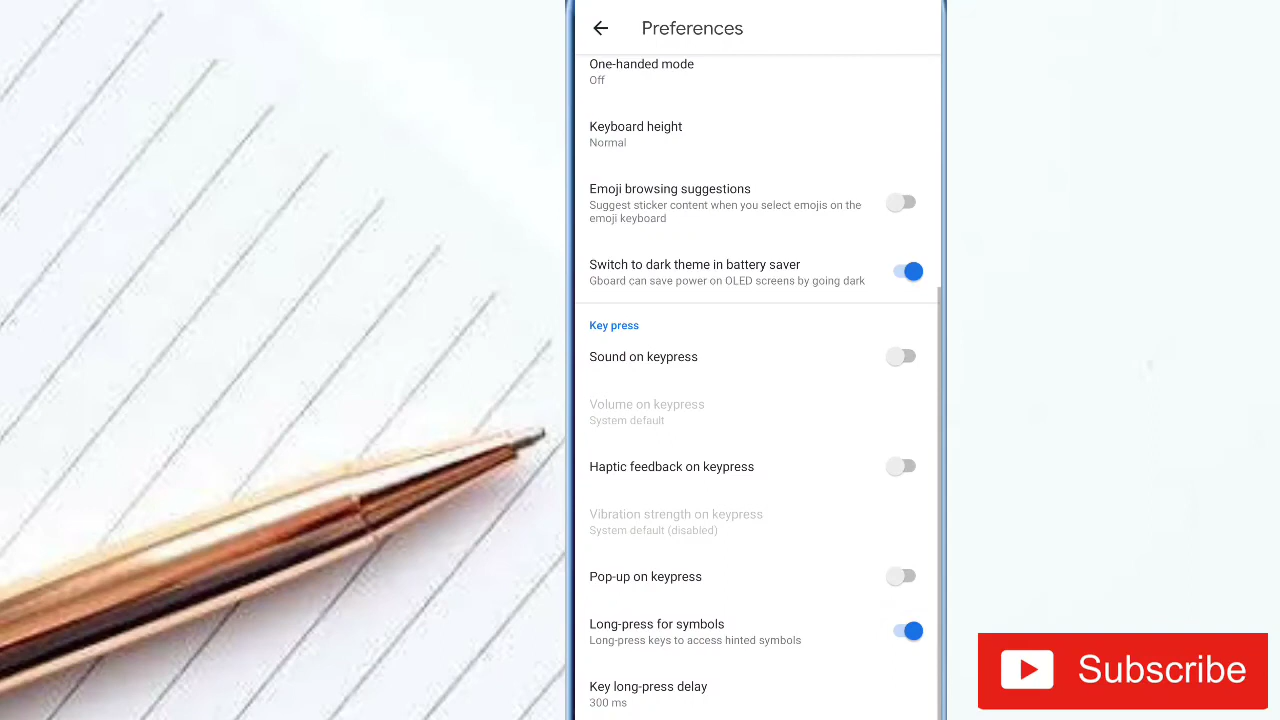 Preferences
One-handed mode
Off
Keyboard height
Normal
Emoji browsing suggestions
Suggest sticker content when you select emojis on the
emoji keyboard
Switch to dark theme in battery saver
Gboard can save power on OLED screens by going dark
Key press
Sound on keypress
Volume on keypress
System default
Haptic feedback on keypress
Vibration strength on keypress
System default (disabled)
Pop-up on keypress
Long-press for symbols
Long-press keys to access hinted symbols
Key long-press delay
300 ms
Subscribe